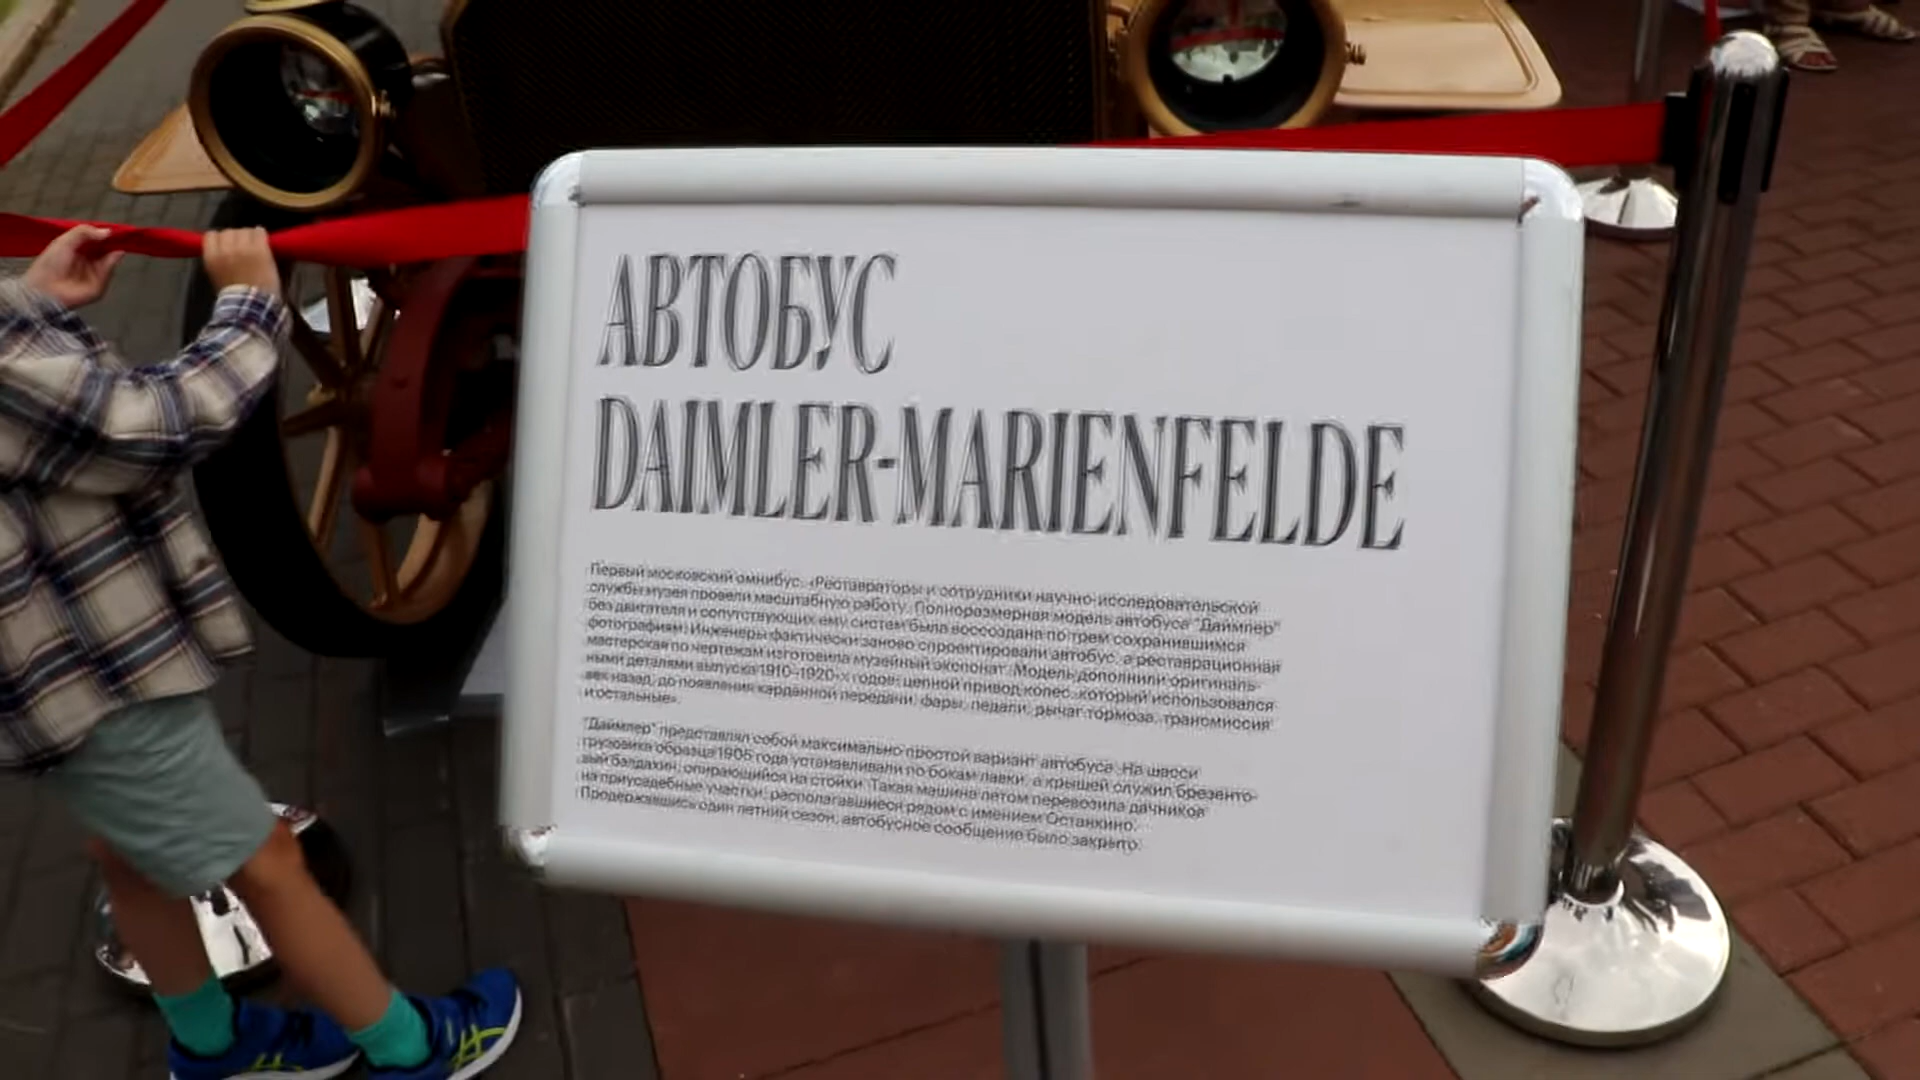 АВТОБУС
DAIMLER-MARIENFELDE
Первый московский омнибус. «Реставраторы и сотрудники научно-исследовательской
службы музея провели масштабную работу. Полноразмерная модель автобуса "Даймлер"
без двигателя и сопутствующих ему систем была воссоздана по трем сохранившимся
фотографиям. Инженеры фактически заново спроектировали автобус, а реставрационная
мастерская по чертежам изготовила музейный экспонат. Модель дополнили оригиналь-
ными деталями выпуска 1910–1920-х годов: цепной привод колес, который использовался
век назад, до появления карданной передачи, фары, педали, рычаг тормоза, трансмиссия
и остальные».
"Даймлер" представлял собой максимально простой вариант автобуса. На шасси
грузовика образца 1905 года устанавливали по бокам лавки, а крышей служил брезенто-
вый балдахин, опирающийся на стойки. Такая машина летом перевозила дачников
на приусадебные участки, располагавшиеся рядом с имением Останкино.
Продержавшись один летний сезон, автобусное сообщение было закрыто.